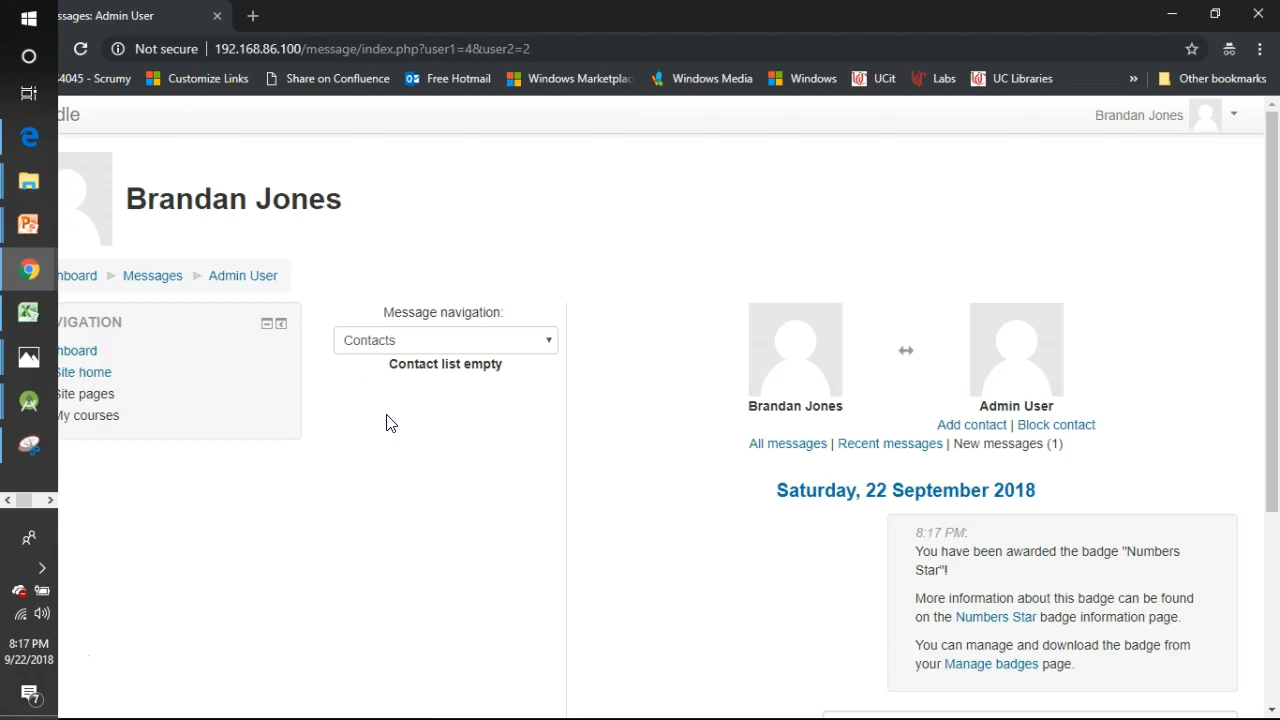 ssages: Admin User
Not secure | 192.168.86.100/message/index.php?user1=4&user2=2
4045 - Scrumy
Customize Links
Share on Confluence
Free Hotmail
Windows Marketplac
Windows Media
Windows
UCit
Labs
UC Libraries
»
Other bookmarks
dle
Brandan Jones
Brandan Jones
hboard
Messages
Admin User
VIGATION
hboard
Site home
Site pages
My courses
Message navigation:
Contacts
Contact list empty
Brandan Jones
Admin User
Add contact | Block contact
All messages | Recent messages | New messages (1)
Saturday, 22 September 2018
8:17 PM:
You have been awarded the badge "Numbers
Star"!
More information about this badge can be found
on the Numbers Star badge information page.
You can manage and download the badge from
your Manage badges page.
8:17 PM
9/22/2018
7